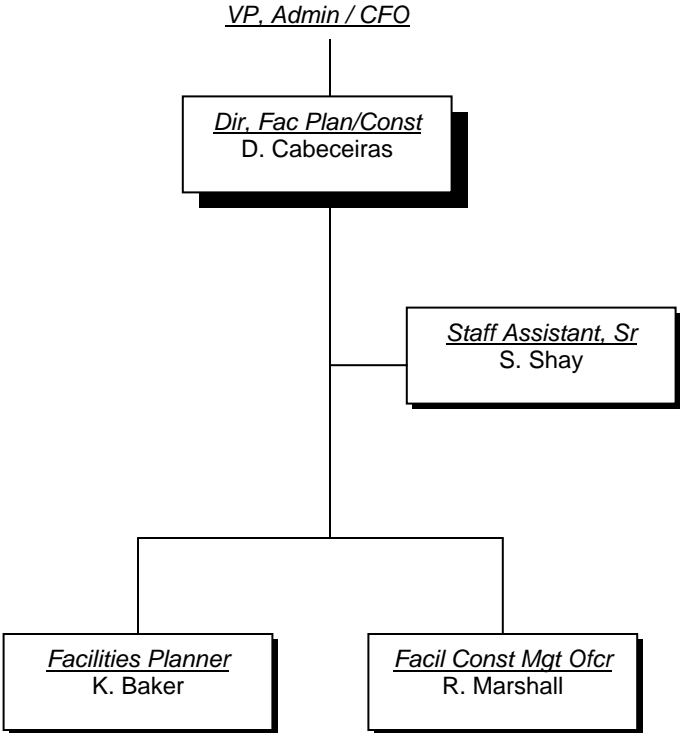 VP, Admin / CFO
Dir, Fac Plan/Const
D. Cabeceiras
Staff Assistant, Sr
S. Shay
Facilities Planner
K. Baker
Facil Const Mgt Ofcr
R. Marshall